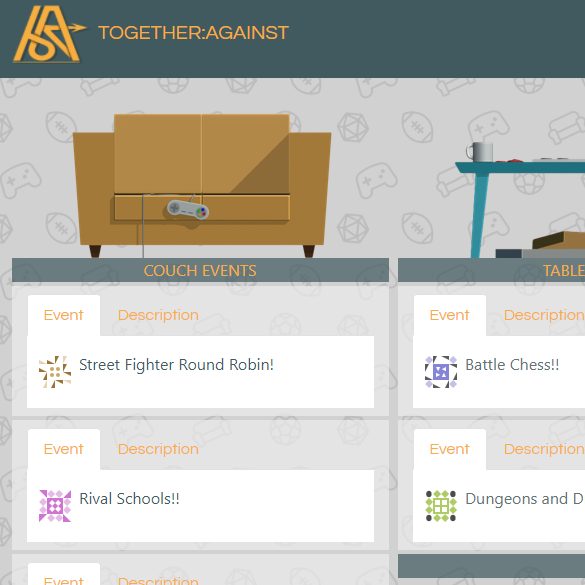 TOGETHER:AGAINST
COUCH EVENTS
Event Description
Street Fighter Round Robin!
Event Description
Rival Schools!!
Event Description
TABLE
Event Description
Battle Chess!!
Event Description
Dungeons and D